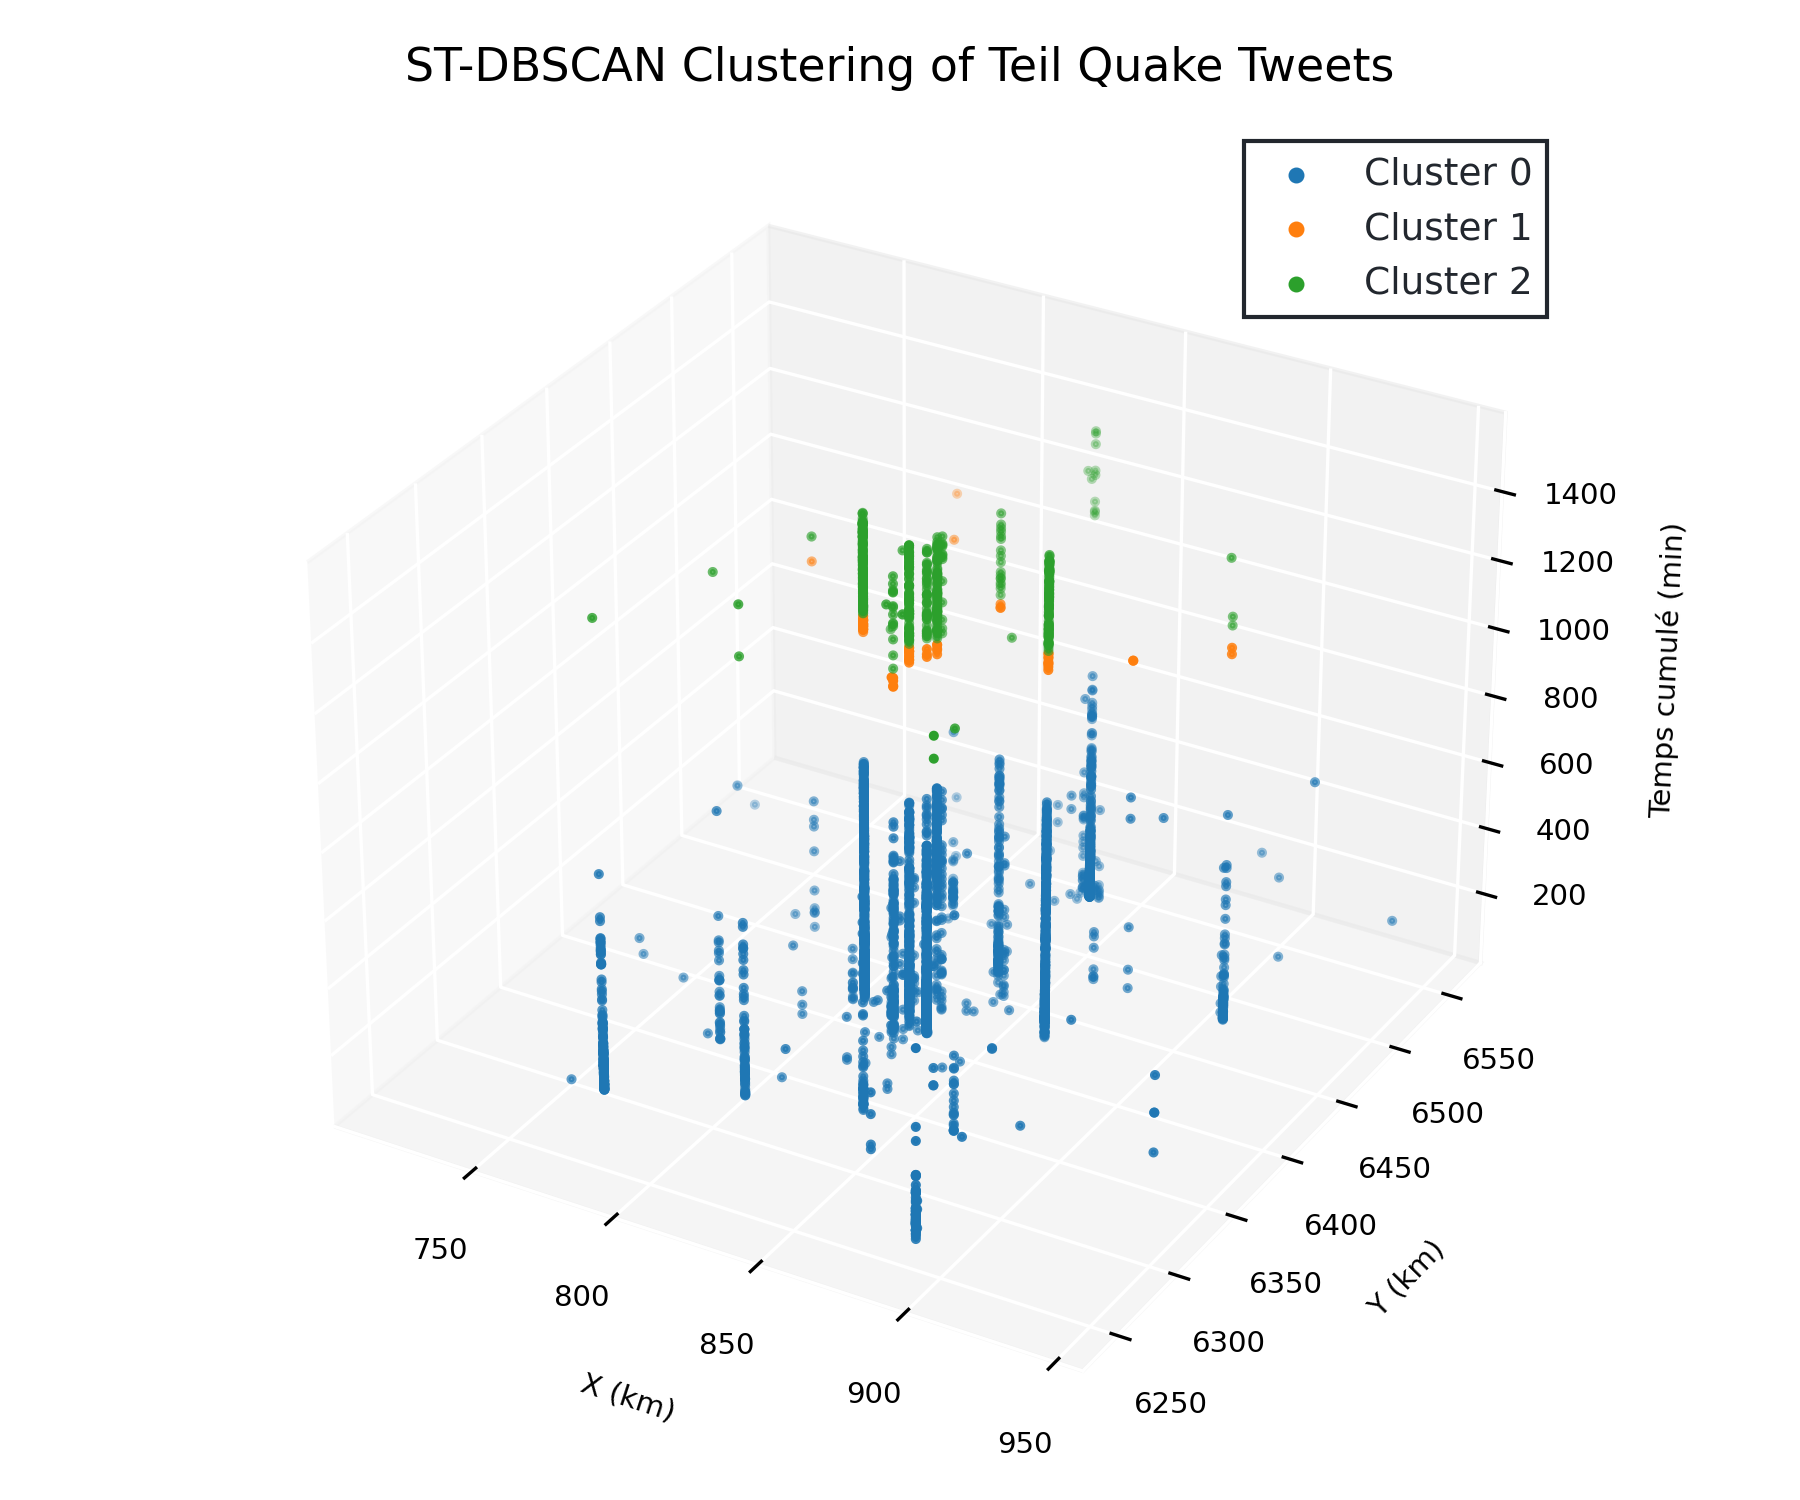 ST-DBSCAN Clustering of Teil Quake Tweets
Cluster 0
Cluster 1
Cluster 2
1400
1200
1000
800
600
400
200
Temps cumulé (min)
6550
6500
6450
6400
6350
6300
6250
Y (km)
750
800
850
900
950
X (km)